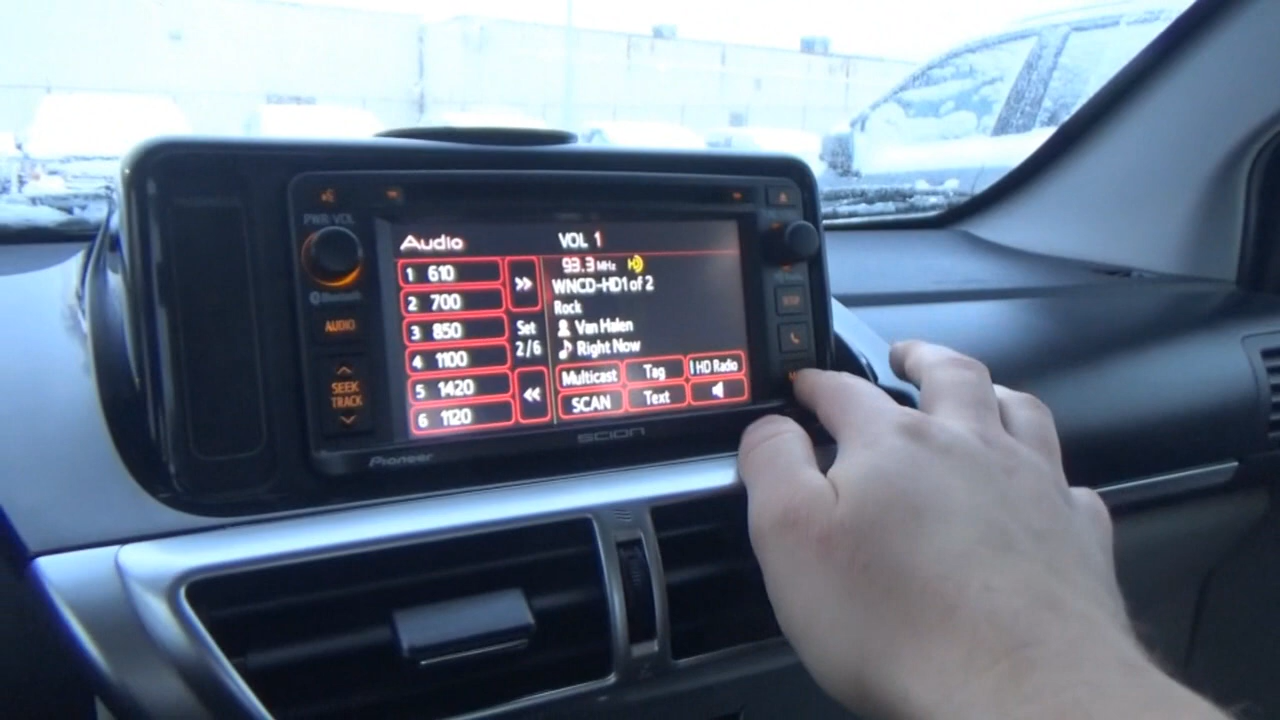 PWR/VOL
Bluetooth
AUDIO
SEEK
TRACK
Audio
VOL 1
1 610
2 700
3 850
4 1100
5 1420
6 1120
>>
Set
2/6
<<
93.3 MHz
WNCD-HD1 of 2
Rock
Van Halen
Right Now
Multicast
Tag
HD Radio
SCAN
Text
Pioneer
SCION